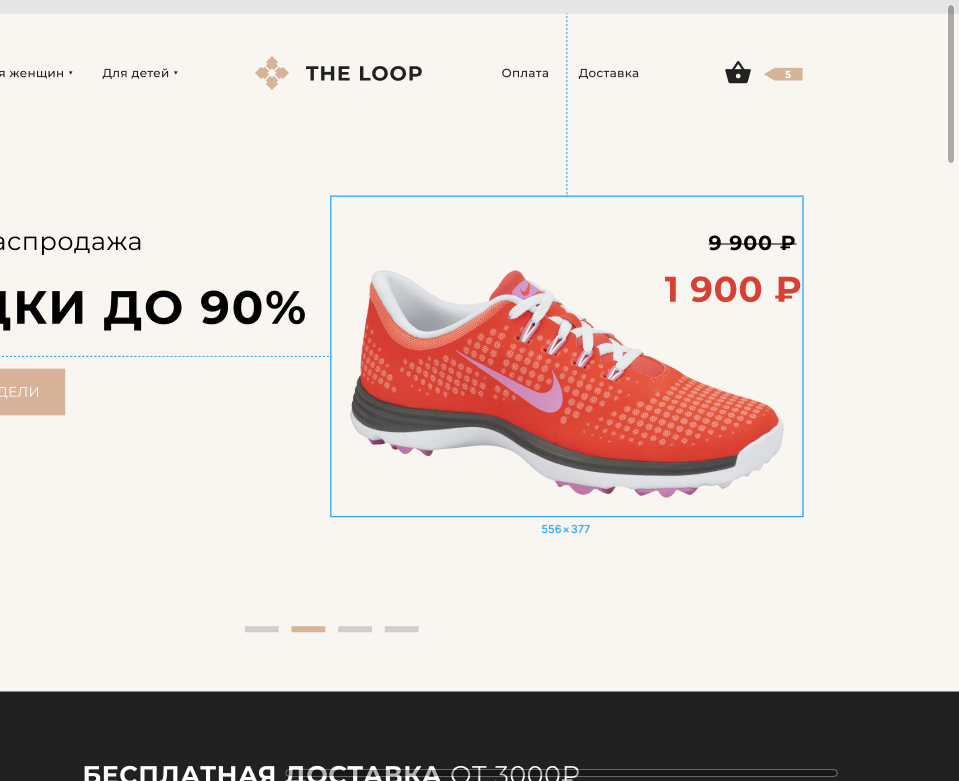 я женщин
Для детей
THE LOOP
Оплата
Доставка
5
аспродажа
9 900 ₽
ДКИ ДО 90%
1 900 ₽
ДЕЛИ
556×377
БЕСПЛАТНАЯ ДОСТАВКА ОТ 3000₽